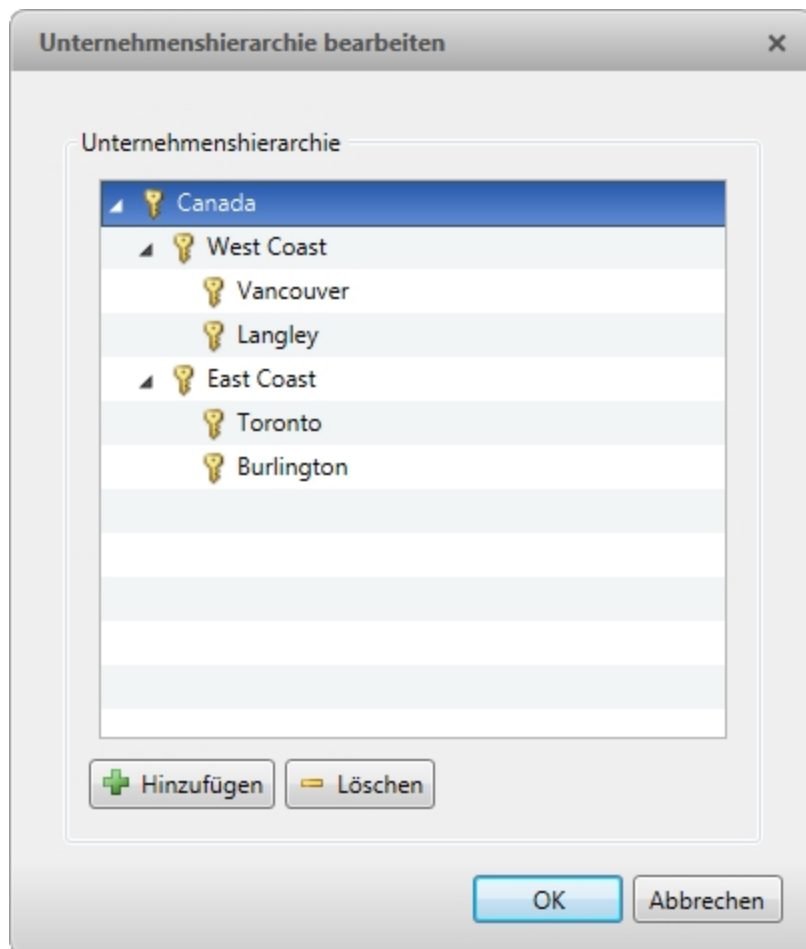 Unternehmenshierarchie bearbeiten
Unternehmenshierarchie
Canada
West Coast
Vancouver
Langley
East Coast
Toronto
Burlington
Hinzufügen
Löschen
OK
Abbrechen